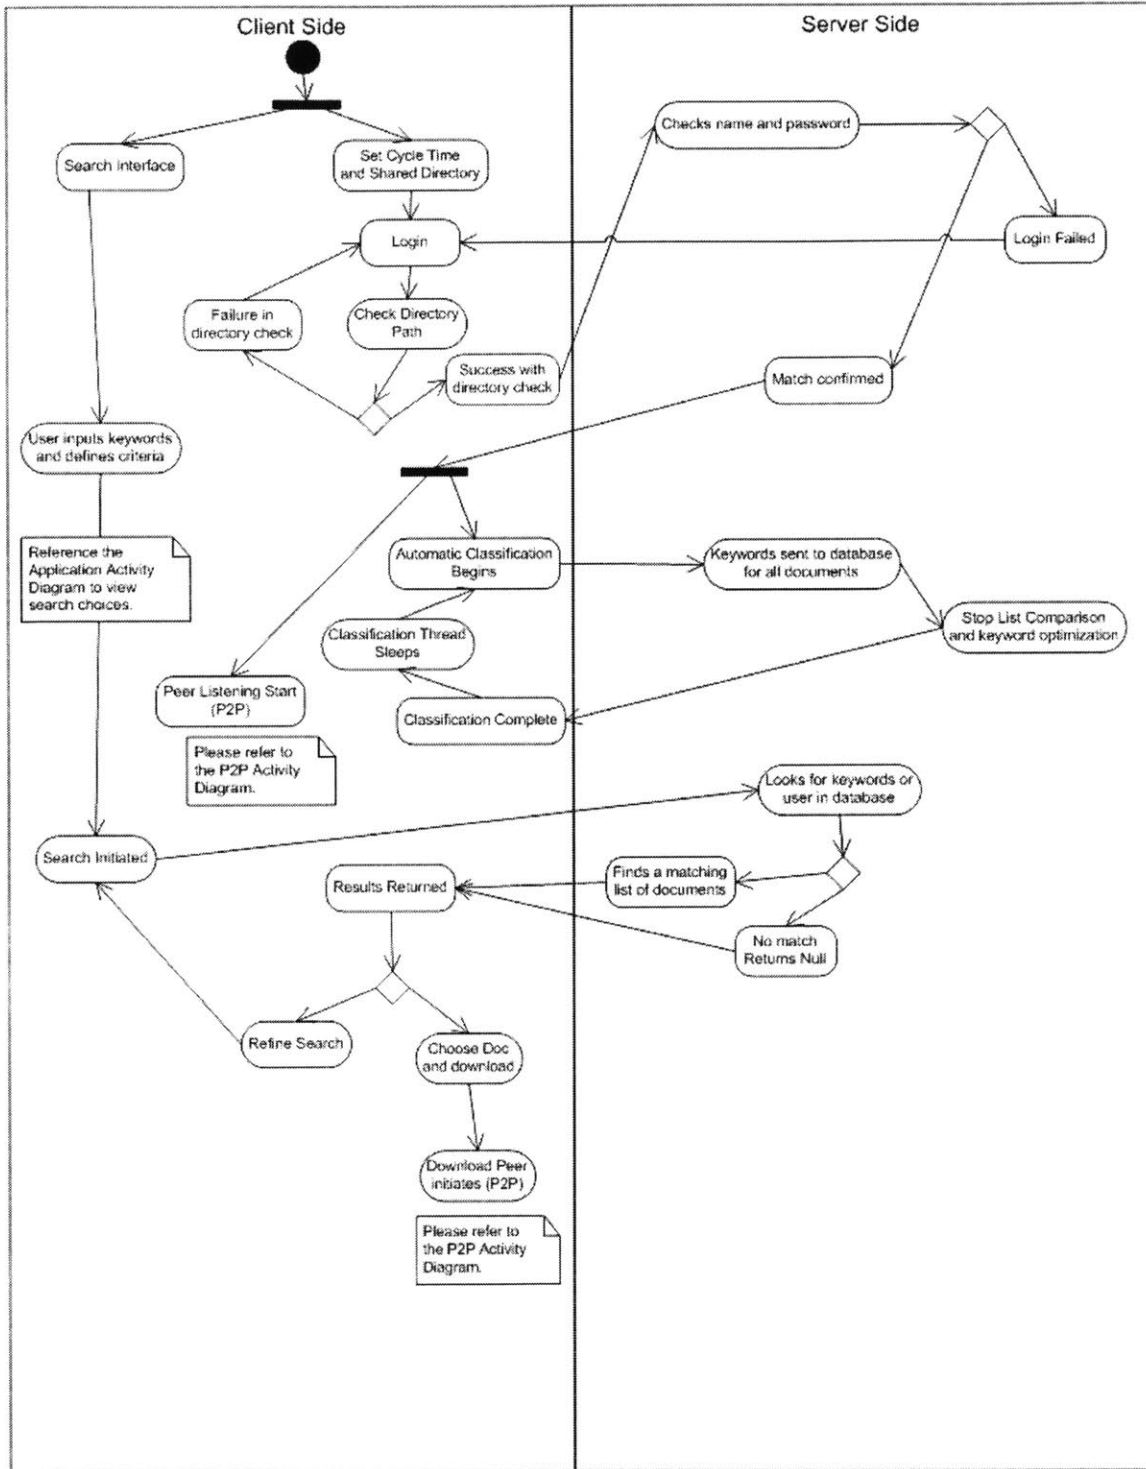 Client Side
Server Side
Checks name and password
Search Interface
Set Cycle Time
and Shared Directory
Login
Login Failed
Failure in
directory check
Check Directory
Path
Success with
directory check
Match confirmed
User inputs keywords
and defines criteria
Reference the
Application Activity
Diagram to view
search choices.
Automatic Classification
Begins
Keywords sent to database
for all documents
Stop List Comparison
and keyword optimization
Classification Thread
Sleeps
Peer Listening Start
(P2P)
Classification Complete
Please refer to
the P2P Activity
Diagram.
Looks for keywords or
user in database
Search Initiated
Results Returned
Finds a matching
list of documents
No match
Returns Null
Refine Search
Choose Doc
and download
Download Peer
initiates (P2P)
Please refer to
the P2P Activity
Diagram.